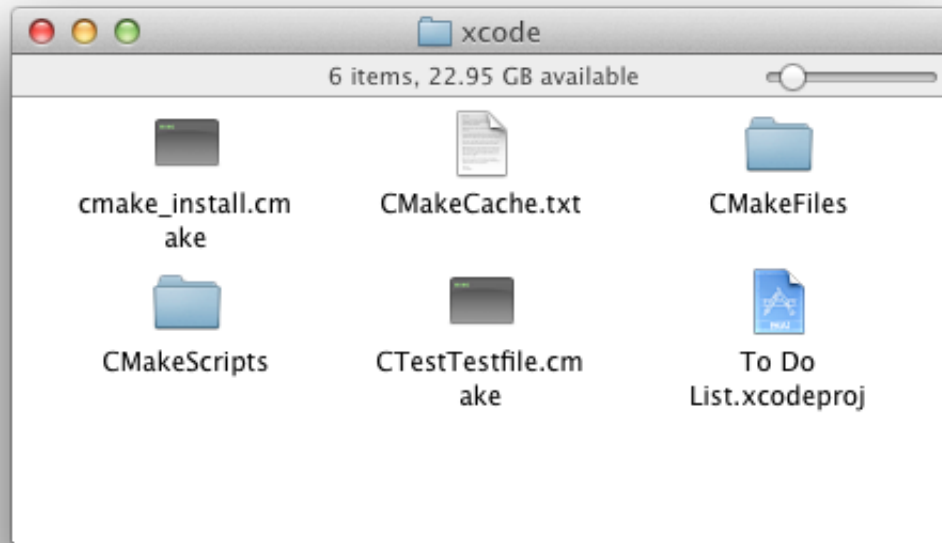 xcode
6 items, 22.95 GB available
cmake_install.cm
ake
CMakeCache.txt
CMakeFiles
CMakeScripts
CTestTestfile.cm
ake
To Do
List.xcodeproj